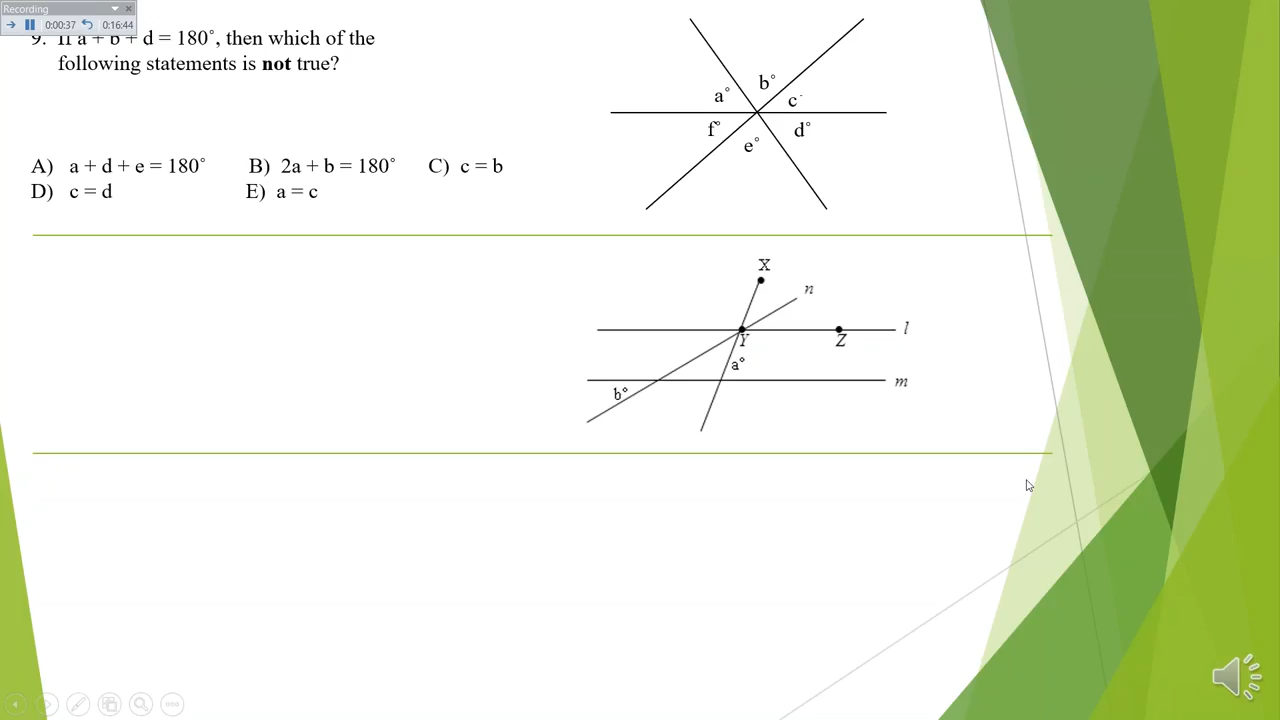 Recording
0:00:37 0:16:44
9. If a + b + d = 180˚, then which of the
following statements is not true?
a˚
b˚
c
f˚
d˚
e˚
A) a + d + e = 180˚ B) 2a + b = 180˚ C) c = b
D) c = d E) a = c
X
n
l
Y
Z
a°
m
b°